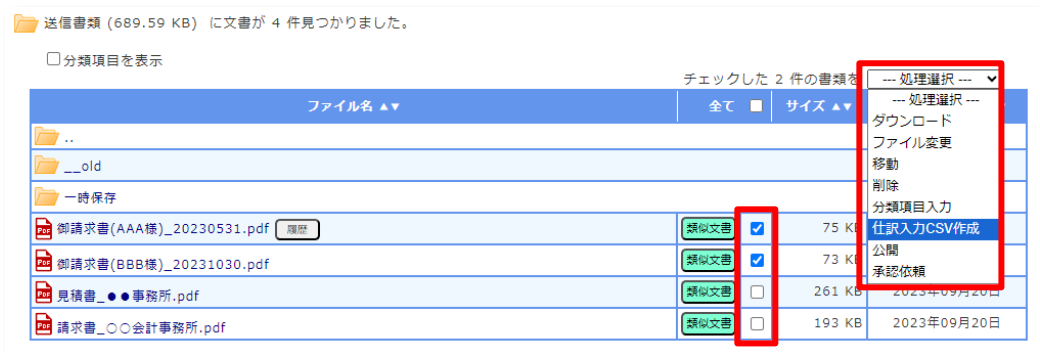 送信書類 (689.59 KB) に文書が 4 件見つかりました。
分類項目を表示
チェックした 2 件の書類を --- 処理選択 ---
ファイル名 ▲▼ 全て サイズ ▲▼
--- 処理選択 ---
ダウンロード
ファイル変更
移動
削除
分類項目入力
仕訳入力CSV作成
公開
承認依頼
..
__old
一時保存
御請求書(AAA様)_20230531.pdf 履歴 類似文書 75 KB
御請求書(BBB様)_20231030.pdf 類似文書 73 KB
見積書_●●事務所.pdf 類似文書 261 KB 2023年09月20日
請求書_○○会計事務所.pdf 類似文書 193 KB 2023年09月20日